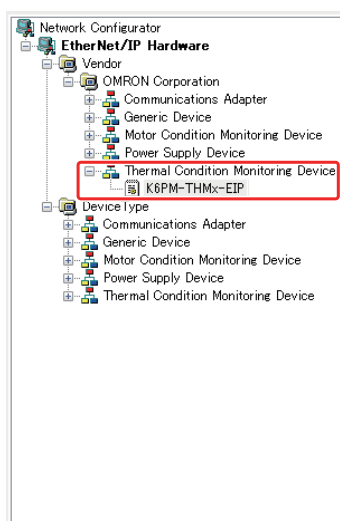 Network Configurator
EtherNet/IP Hardware
Vendor
OMRON Corporation
Communications Adapter
Generic Device
Motor Condition Monitoring Device
Power Supply Device
Thermal Condition Monitoring Device
K6PM-THMx-EIP
DeviceType
Communications Adapter
Generic Device
Motor Condition Monitoring Device
Power Supply Device
Thermal Condition Monitoring Device